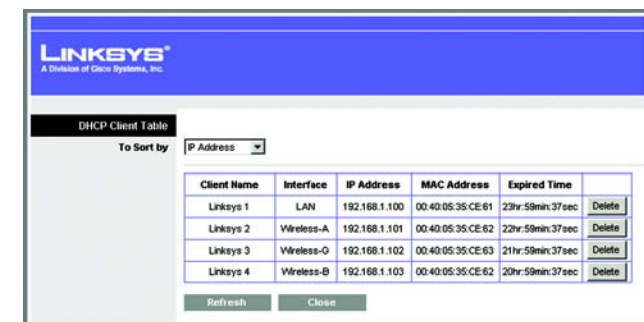 LINKSYS®
A Division of Cisco Systems, Inc.
DHCP Client Table
To Sort by IP Address
Client Name Interface IP Address MAC Address Expired Time
Linksys 1 LAN 192.168.1.100 00:40:05:35:CE:61 23hr:59min:37sec Delete
Linksys 2 Wireless-A 192.168.1.101 00:40:05:35:CE:62 22hr:59min:37sec Delete
Linksys 3 Wireless-G 192.168.1.102 00:40:05:35:CE:63 21hr:59min:37sec Delete
Linksys 4 Wireless-B 192.168.1.103 00:40:05:35:CE:62 20hr:59min:37sec Delete
Refresh Close